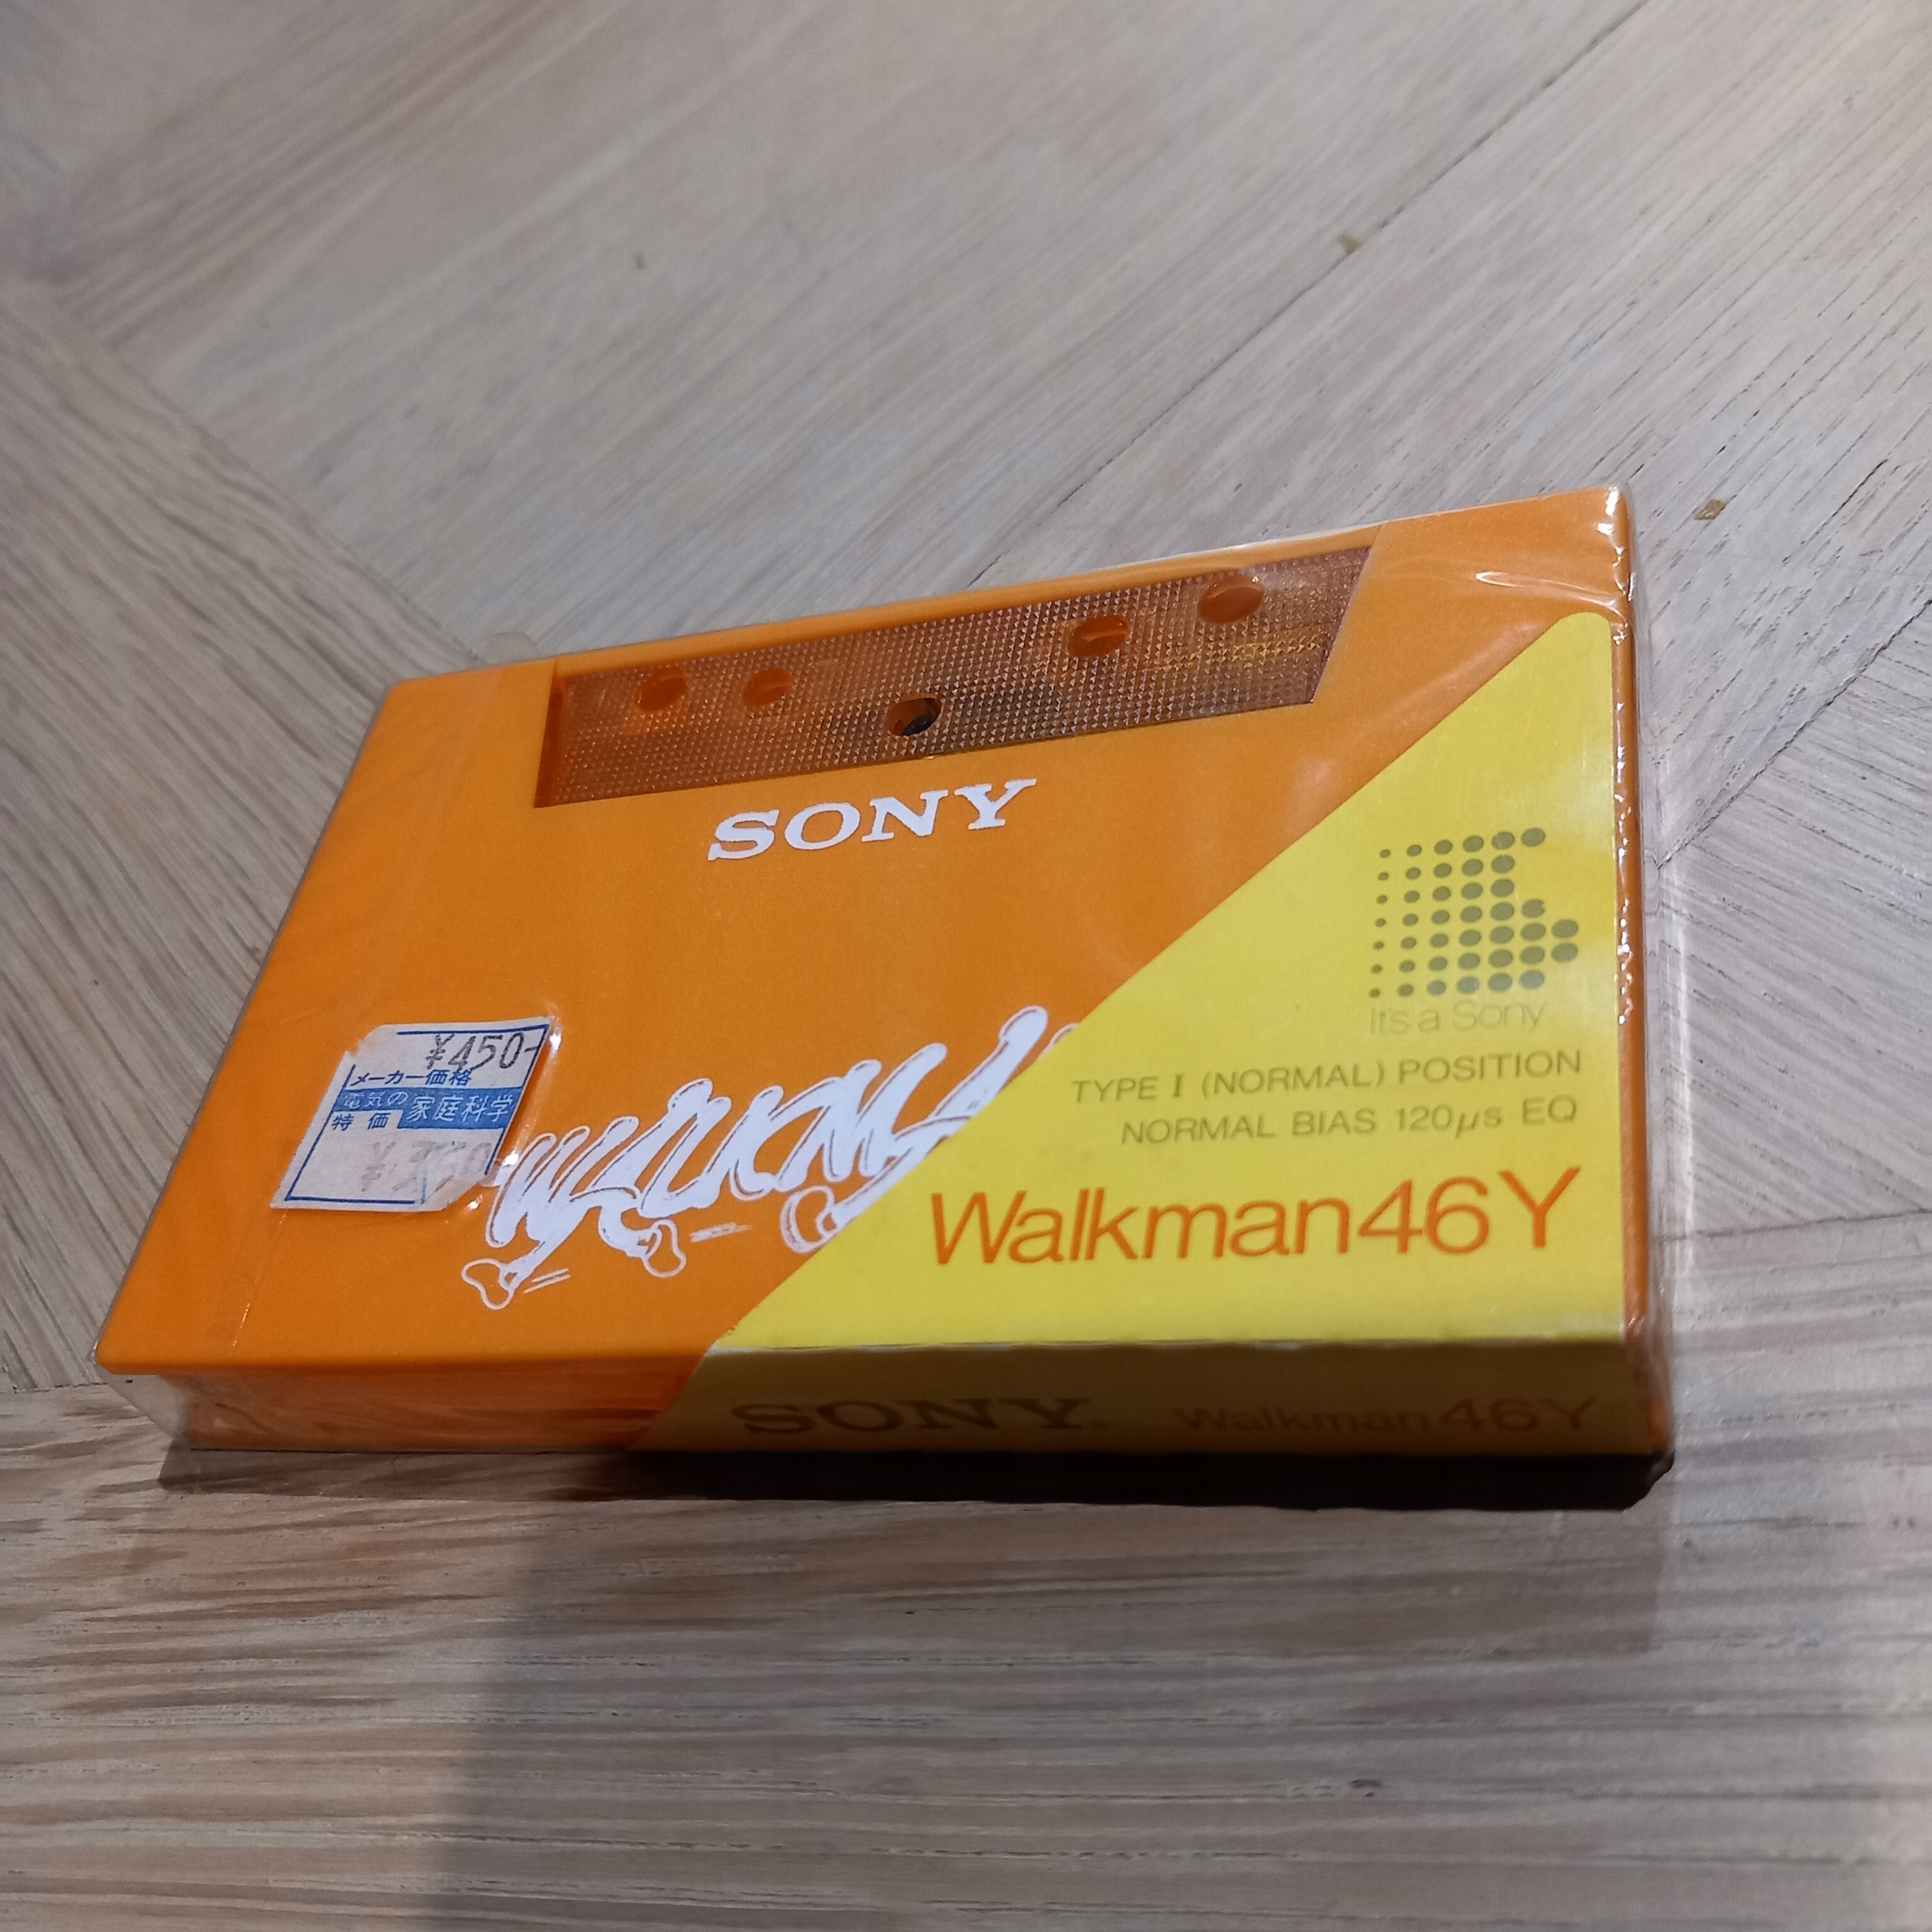 SONY
It's a Sony
TYPE I (NORMAL) POSITION
NORMAL BIAS 120µs EQ
Walkman46Y
¥450-
メーカー価格
電気の 家庭科学
特価
¥
WALKM
SONY Walkman46Y